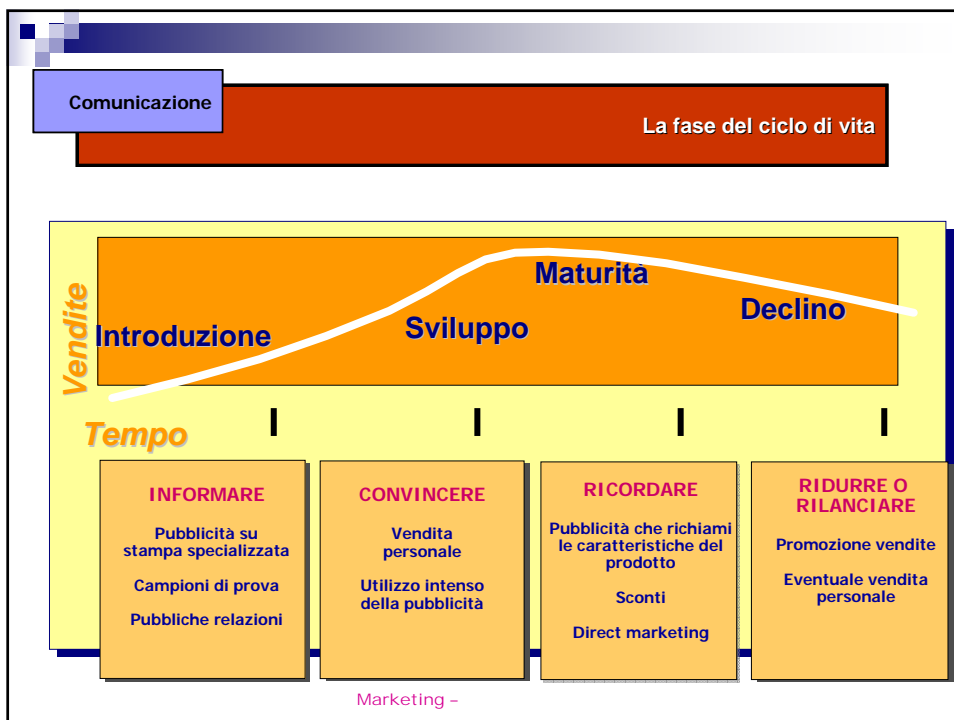 Comunicazione
La fase del ciclo di vita
Vendite
Introduzione
Sviluppo
Maturità
Declino
Tempo
INFORMARE
Pubblicità su
stampa specializzata
Campioni di prova
Pubbliche relazioni
CONVINCERE
Vendita
personale
Utilizzo intenso
della pubblicità
RICORDARE
Pubblicità che richiami
le caratteristiche del
prodotto
Sconti
Direct marketing
RIDURRE O
RILANCIARE
Promozione vendite
Eventuale vendita
personale
Marketing –